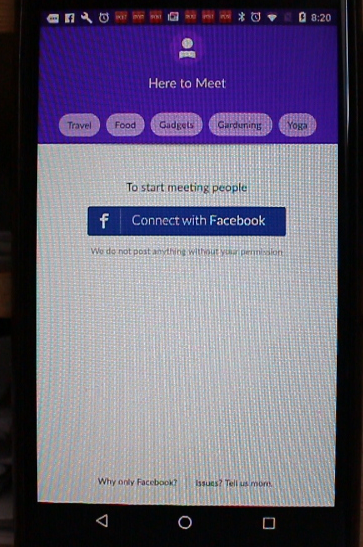 8:20
Here to Meet
Travel Food Gadgets Gardening Yoga
To start meeting people
f Connect with Facebook
We do not post anything without your permission
Why only Facebook? Issues? Tell us more.